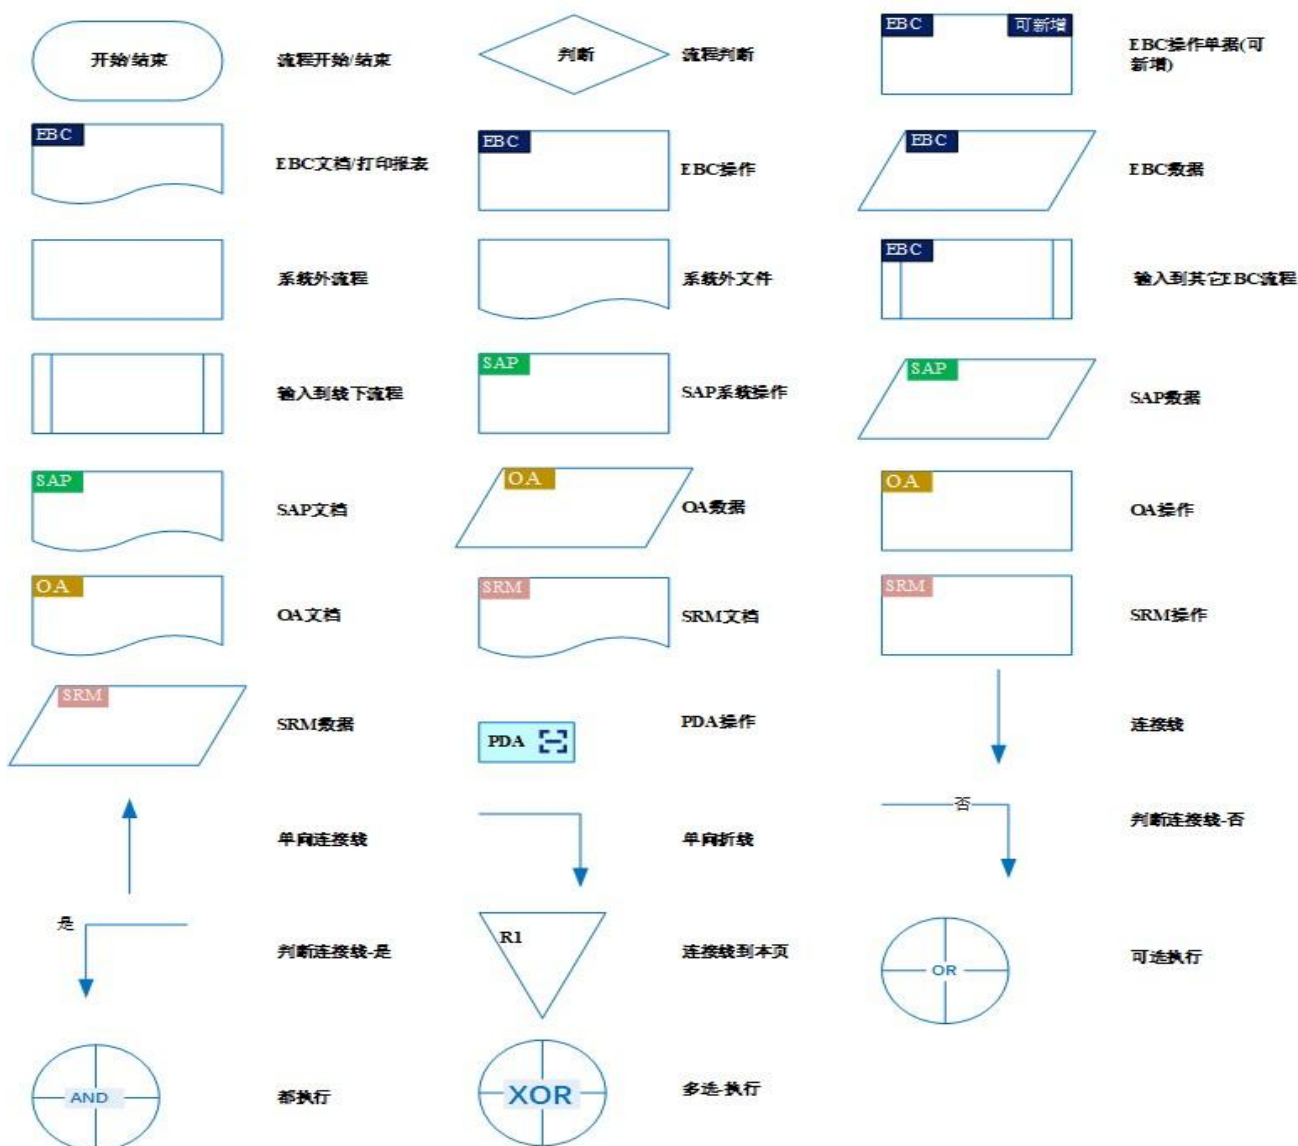 开始/结束
流程开始/结束
判断
流程判断
EBC
可新增
EBC操作单据(可
新增)
EBC
EBC文档/打印报表
EBC
EBC操作
EBC
EBC数据
系统外流程
系统外文件
EBC
输入到其它EBC流程
输入到线下流程
SAP
SAP系统操作
SAP
SAP数据
SAP
SAP文档
OA
OA数据
OA
OA操作
OA
OA文档
SRM
SRM文档
SRM
SRM操作
SRM
SRM数据
PDA
PDA操作
连接线
单向连接线
单向折线
否
判断连接线-否
是
判断连接线-是
R1
连接线到本页
OR
可选执行
AND
都执行
XOR
多选-执行